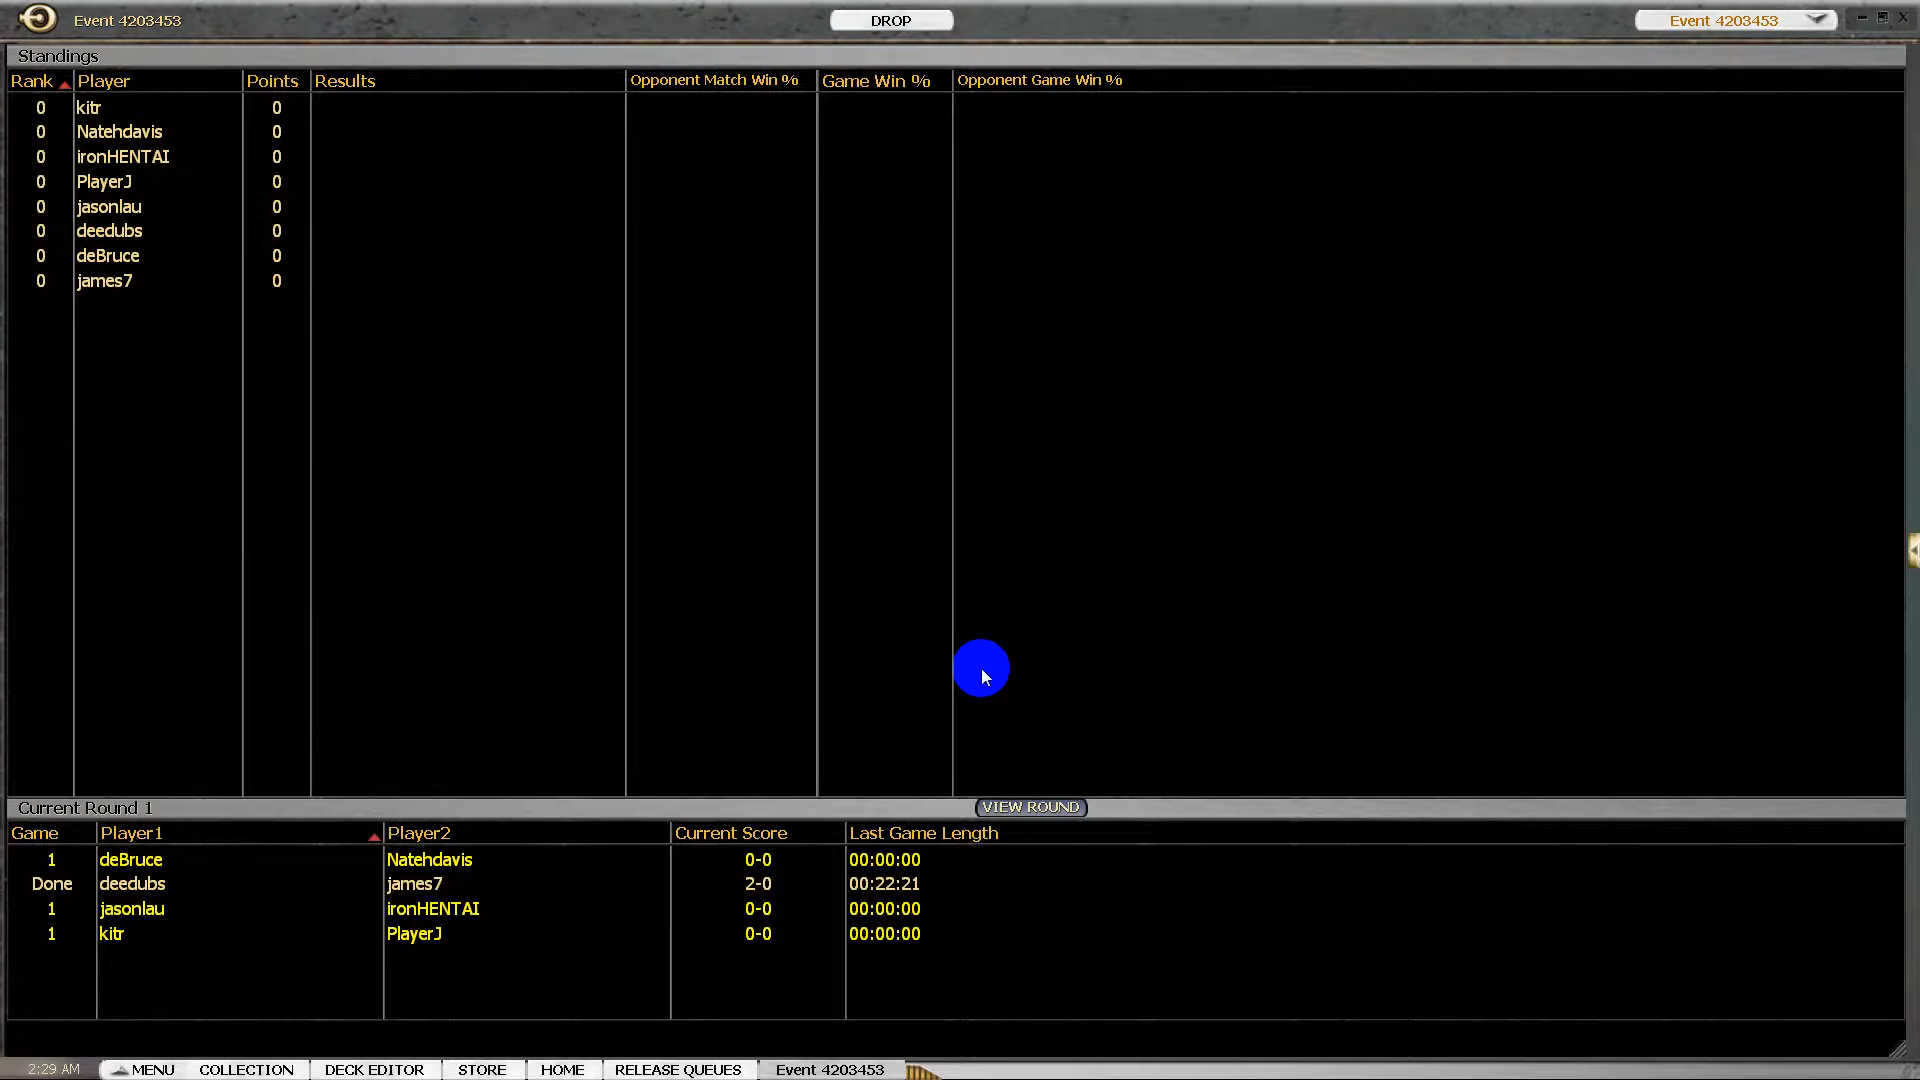 Event 4203453 DROP Event 4203453
Standings
Rank Player Points Results Opponent Match Win % Game Win % Opponent Game Win %
0 kitr 0
0 Natehdavis 0
0 ironHENTAI 0
0 PlayerJ 0
0 jasonlau 0
0 deedubs 0
0 deBruce 0
0 james7 0
Current Round 1 VIEW ROUND
Game Player1 Player2 Current Score Last Game Length
1 deBruce Natehdavis 0-0 00:00:00
Done deedubs james7 2-0 00:22:21
1 jasonlau ironHENTAI 0-0 00:00:00
1 kitr PlayerJ 0-0 00:00:00
2:29 AM MENU COLLECTION DECK EDITOR STORE HOME RELEASE QUEUES Event 4203453